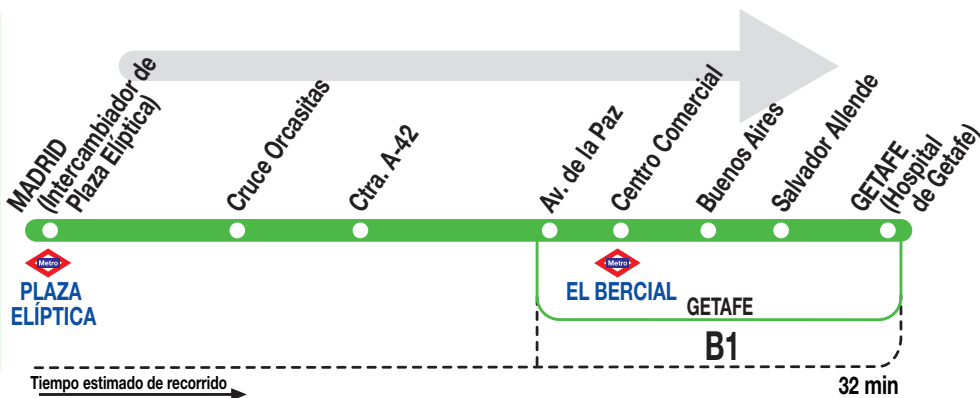 MADRID
(Intercambiador de
Plaza Elíptica)
Cruce Orcasitas
Ctra. A-42
Av. de la Paz
Centro Comercial
Buenos Aires
Salvador Allende
GETAFE
(Hospital
de Getafe)
Metro
PLAZA
ELÍPTICA
Metro
EL BERCIAL
GETAFE
B1
Tiempo estimado de recorrido
32 min